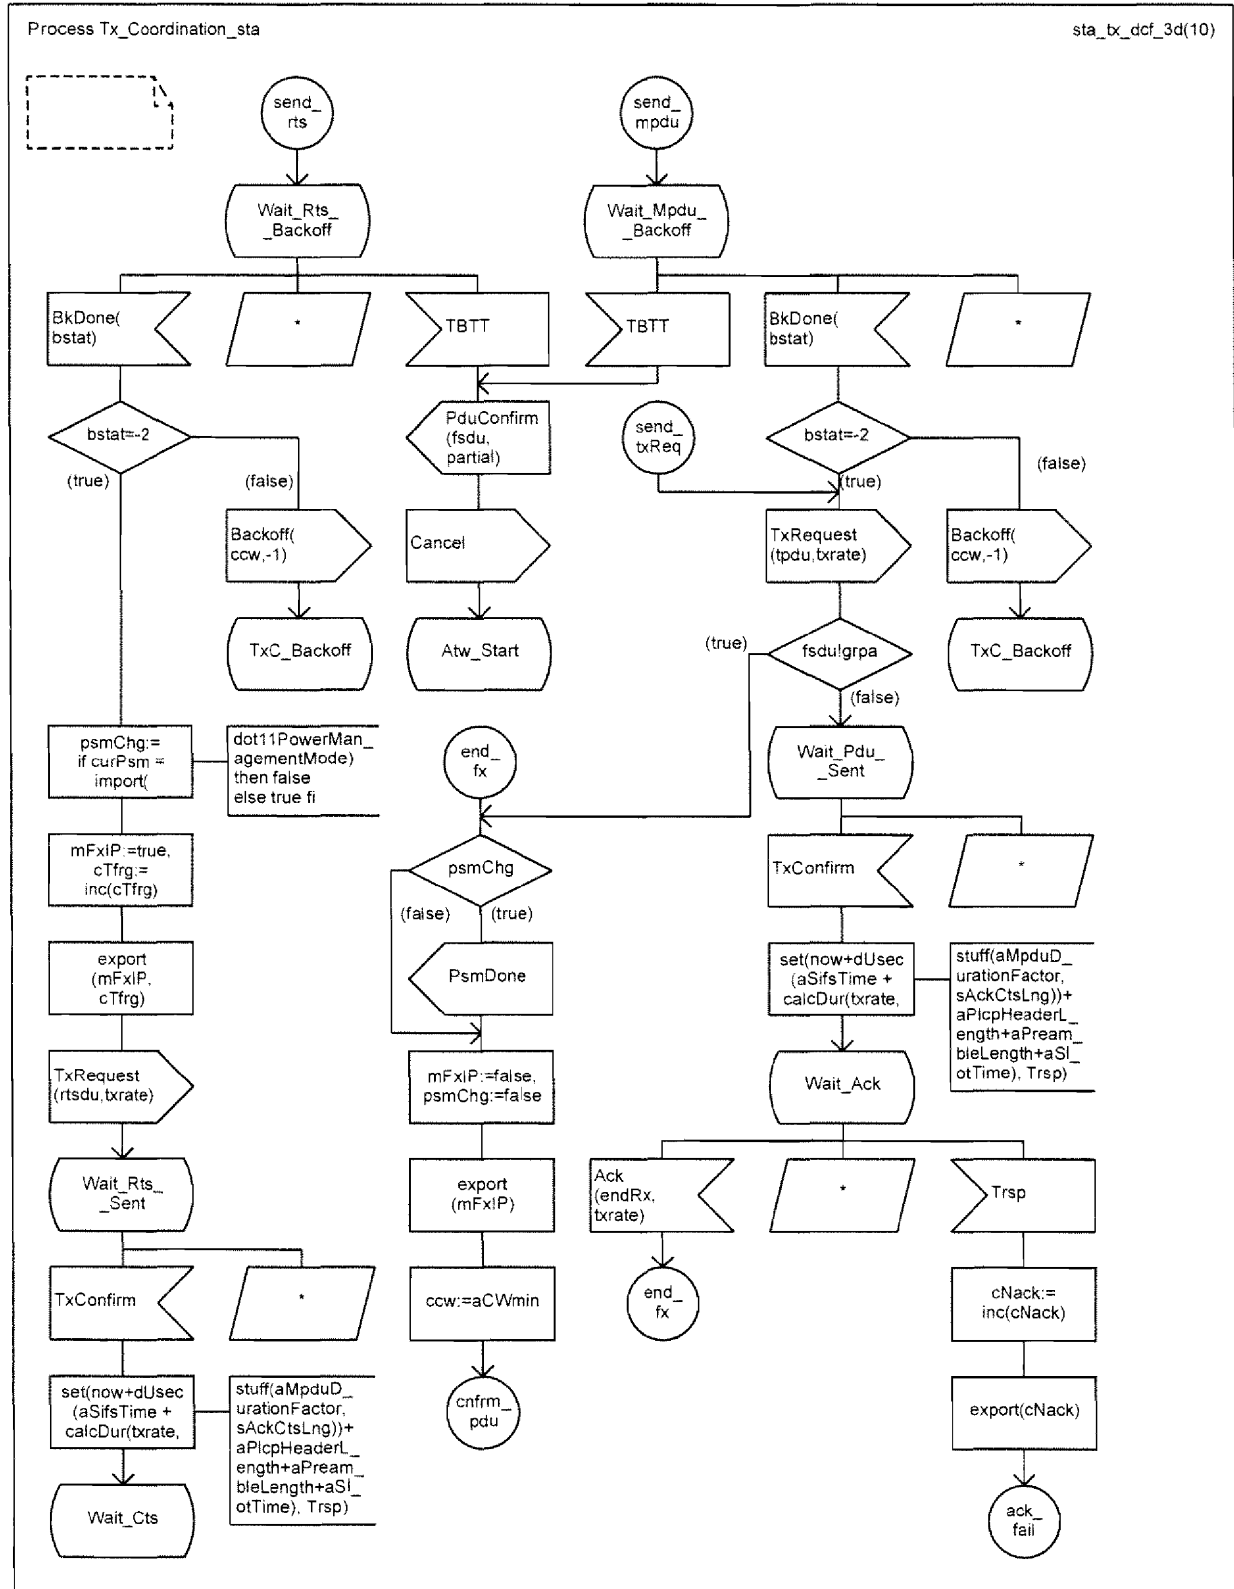 Process Tx_Coordination_sta
sta_tx_dcf_3d(10)
send_
rts
send_
mpdu
Wait_Rts_
_Backoff
Wait_Mpdu_
_Backoff
BkDone(
bstat)
*
TBTT
TBTT
BkDone(
bstat)
*
bstat=-2
(true)
(false)
PduConfirm
(fsdu,
partial)
send_
txReq
bstat=-2
(true)
(false)
Backoff(
ccw,-1)
Cancel
TxRequest
(tpdu,txrate)
Backoff(
ccw,-1)
TxC_Backoff
Atw_Start
(true)
fsdu!grpa
(false)
TxC_Backoff
psmChg:=
if curPsm =
import(
dot11PowerMan_
agementMode)
then false
else true fi
end_
fx
Wait_Pdu_
_Sent
mFxIP:=true,
cTfrg:=
inc(cTfrg)
psmChg
(false)
(true)
TxConfirm
*
export
(mFxIP,
cTfrg)
PsmDone
set(now+dUsec
(aSifsTime +
calcDur(txrate,
stuff(aMpduD_
urationFactor,
sAckCtsLng))+
aPlcpHeaderL_
ength+aPream_
bleLength+aSl_
otTime), Trsp)
TxRequest
(rtsdu,txrate)
mFxIP:=false,
psmChg:=false
Wait_Ack
Wait_Rts_
_Sent
export
(mFxIP)
Ack
(endRx,
txrate)
*
Trsp
TxConfirm
*
ccw:=aCWmin
end_
fx
cNack:=
inc(cNack)
set(now+dUsec
(aSifsTime +
calcDur(txrate,
stuff(aMpduD_
urationFactor,
sAckCtsLng))+
aPlcpHeaderL_
ength+aPream_
bleLength+aSl_
otTime), Trsp)
cnfrm_
pdu
export(cNack)
Wait_Cts
ack_
fail